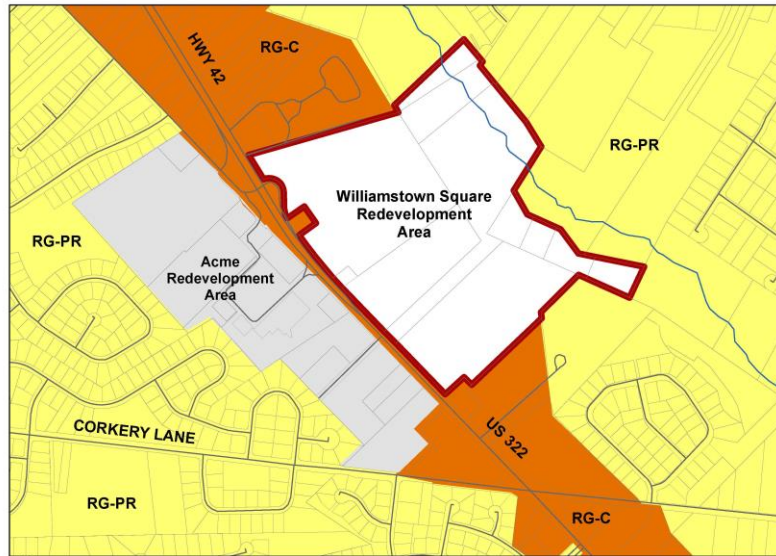 HWY 42
RG-C
RG-PR
Williamstown Square
Redevelopment
Area
RG-PR
Acme
Redevelopment
Area
CORKERY LANE
US 322
RG-PR
RG-C